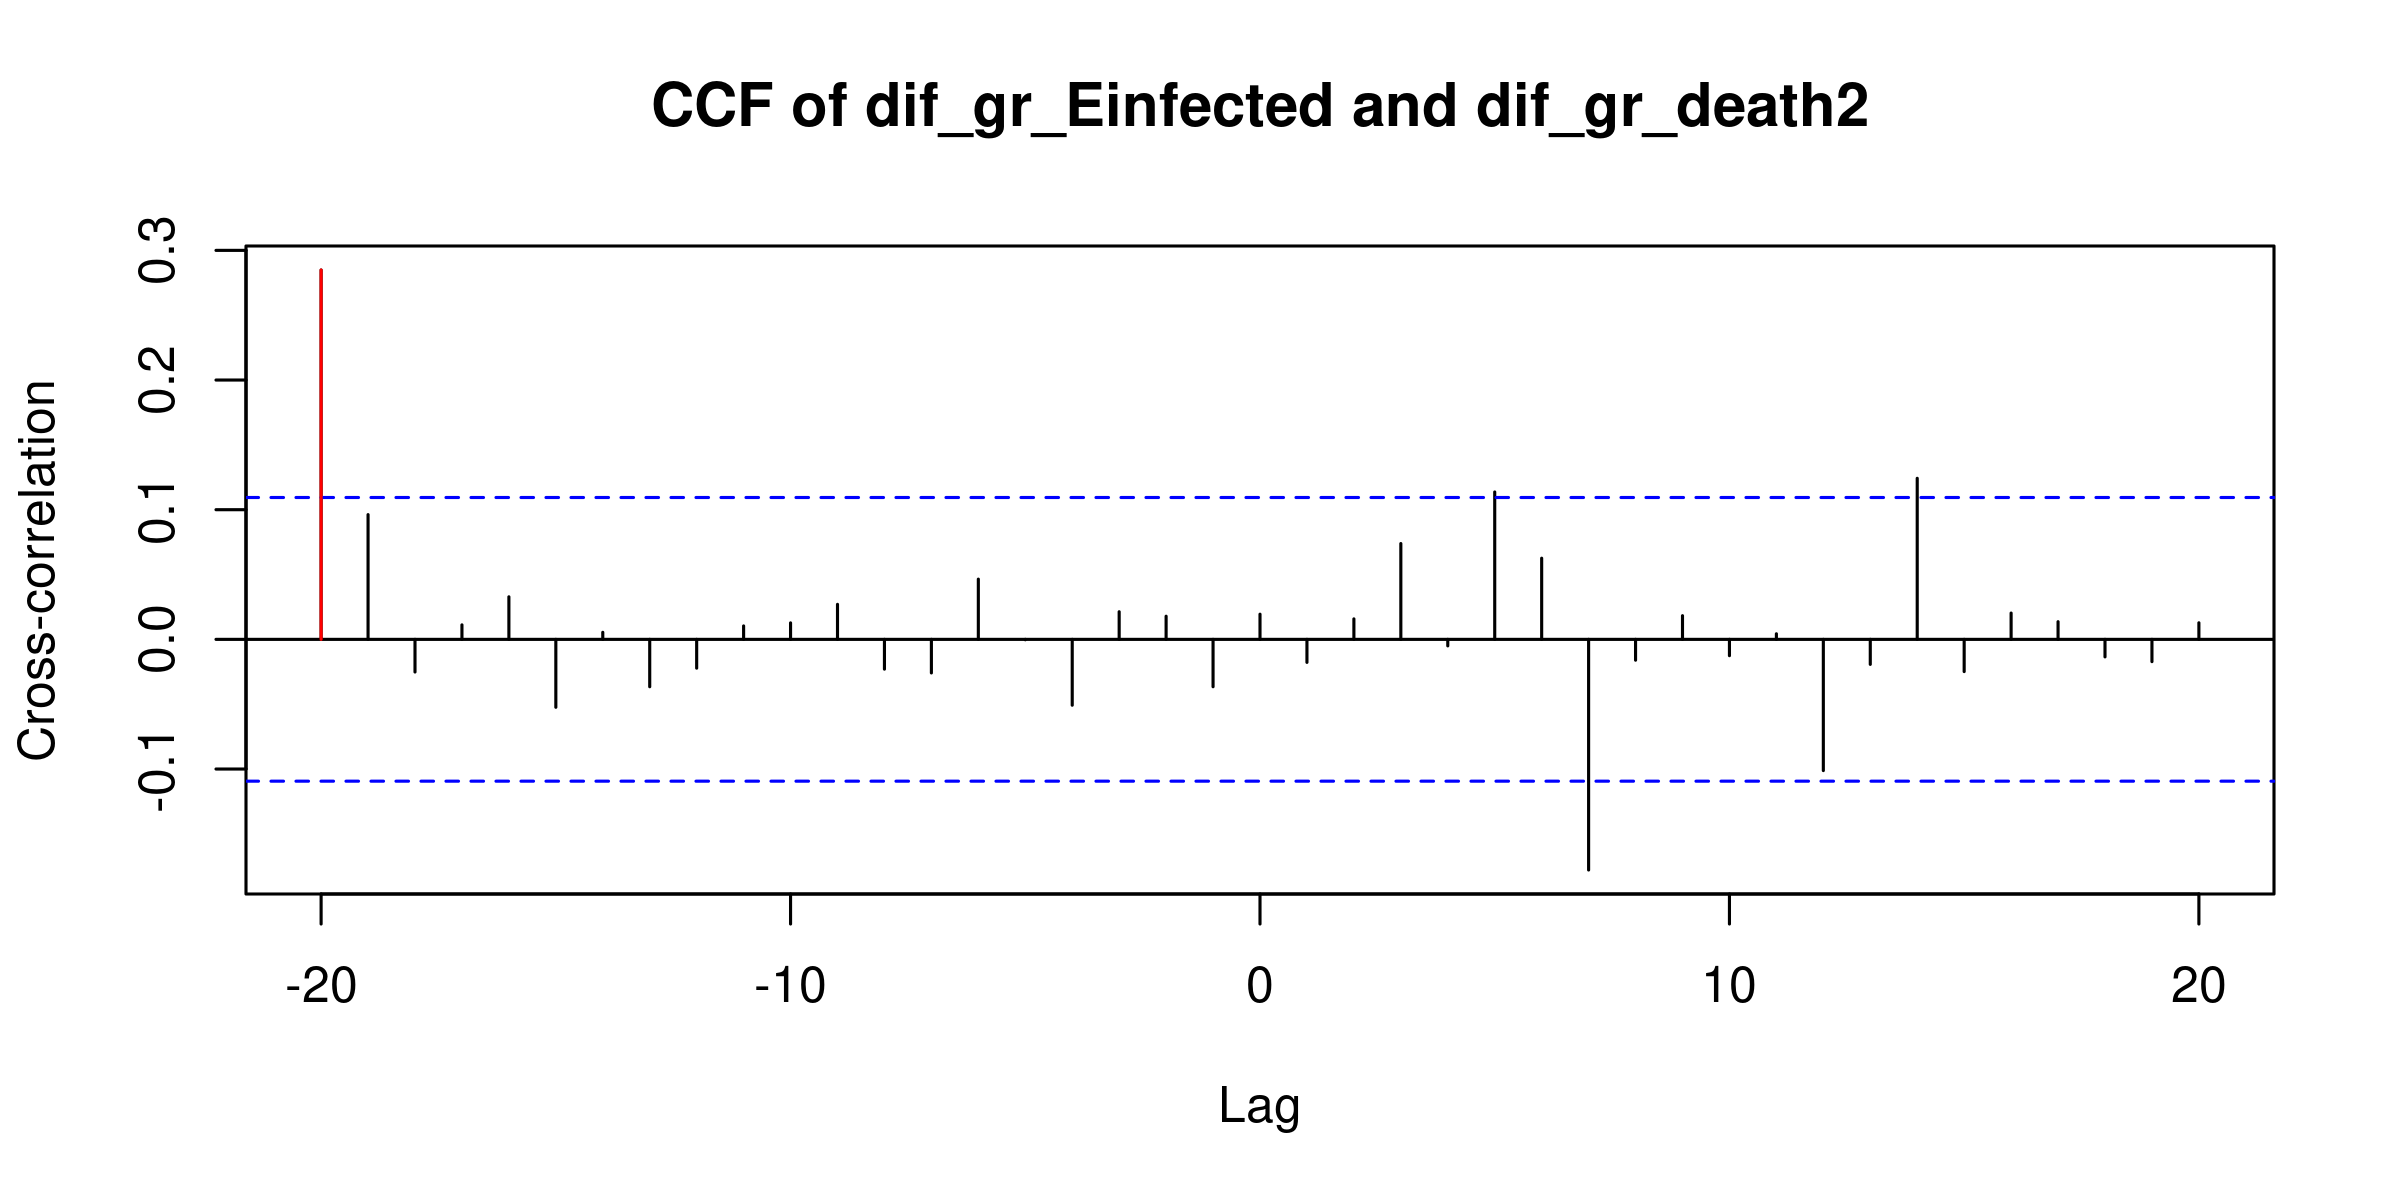 CCF of dif_gr_Einfected and dif_gr_death2
Cross-correlation
0.3
0.2
0.1
0.0
-0.1
-20 -10 0 10 20
Lag